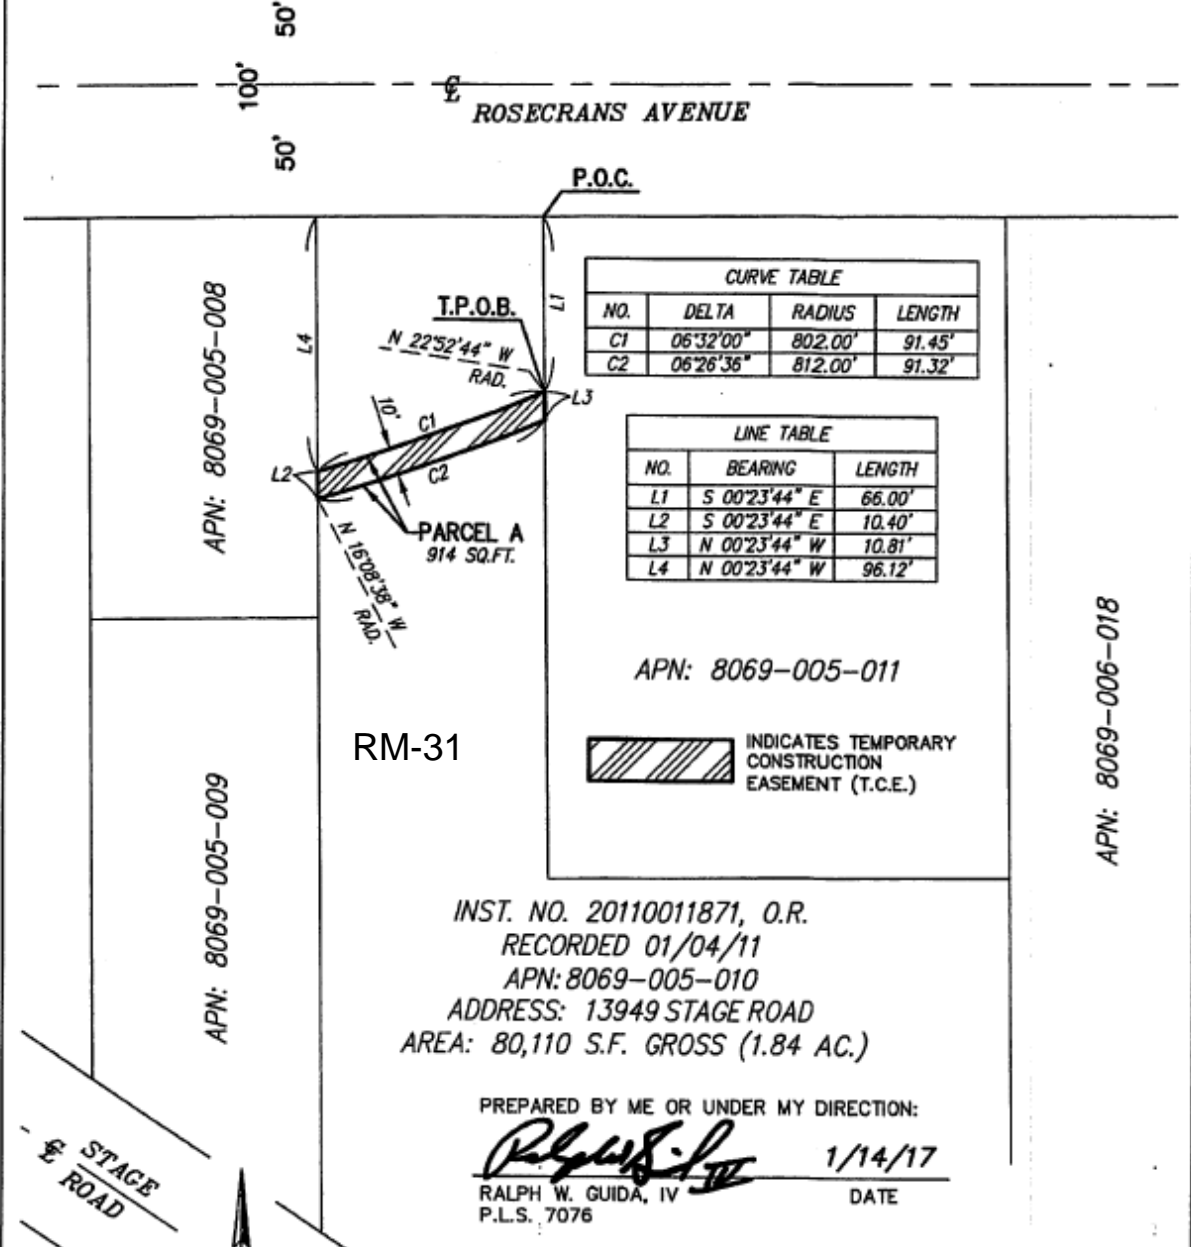 50'
100'
50'
℄
ROSECRANS AVENUE
P.O.C.
L1
T.P.O.B.
N 22°52'44" W
RAD.
L4
L3
10'
C1
C2
L2
PARCEL A
914 SQ.FT.
N 16°08'38" W
RAD.
APN: 8069-005-008
CURVE TABLE
NO. DELTA RADIUS LENGTH
C1 06°32'00" 802.00' 91.45'
C2 06°26'36" 812.00' 91.32'
LINE TABLE
NO. BEARING LENGTH
L1 S 00°23'44" E 66.00'
L2 S 00°23'44" E 10.40'
L3 N 00°23'44" W 10.81'
L4 N 00°23'44" W 96.12'
APN: 8069-005-011
RM-31
INDICATES TEMPORARY
CONSTRUCTION
EASEMENT (T.C.E.)
APN: 8069-006-018
APN: 8069-005-009
INST. NO. 20110011871, O.R.
RECORDED 01/04/11
APN: 8069-005-010
ADDRESS: 13949 STAGE ROAD
AREA: 80,110 S.F. GROSS (1.84 AC.)
PREPARED BY ME OR UNDER MY DIRECTION:
1/14/17
RALPH W. GUIDA, IV DATE
P.L.S. 7076
℄ STAGE
ROAD